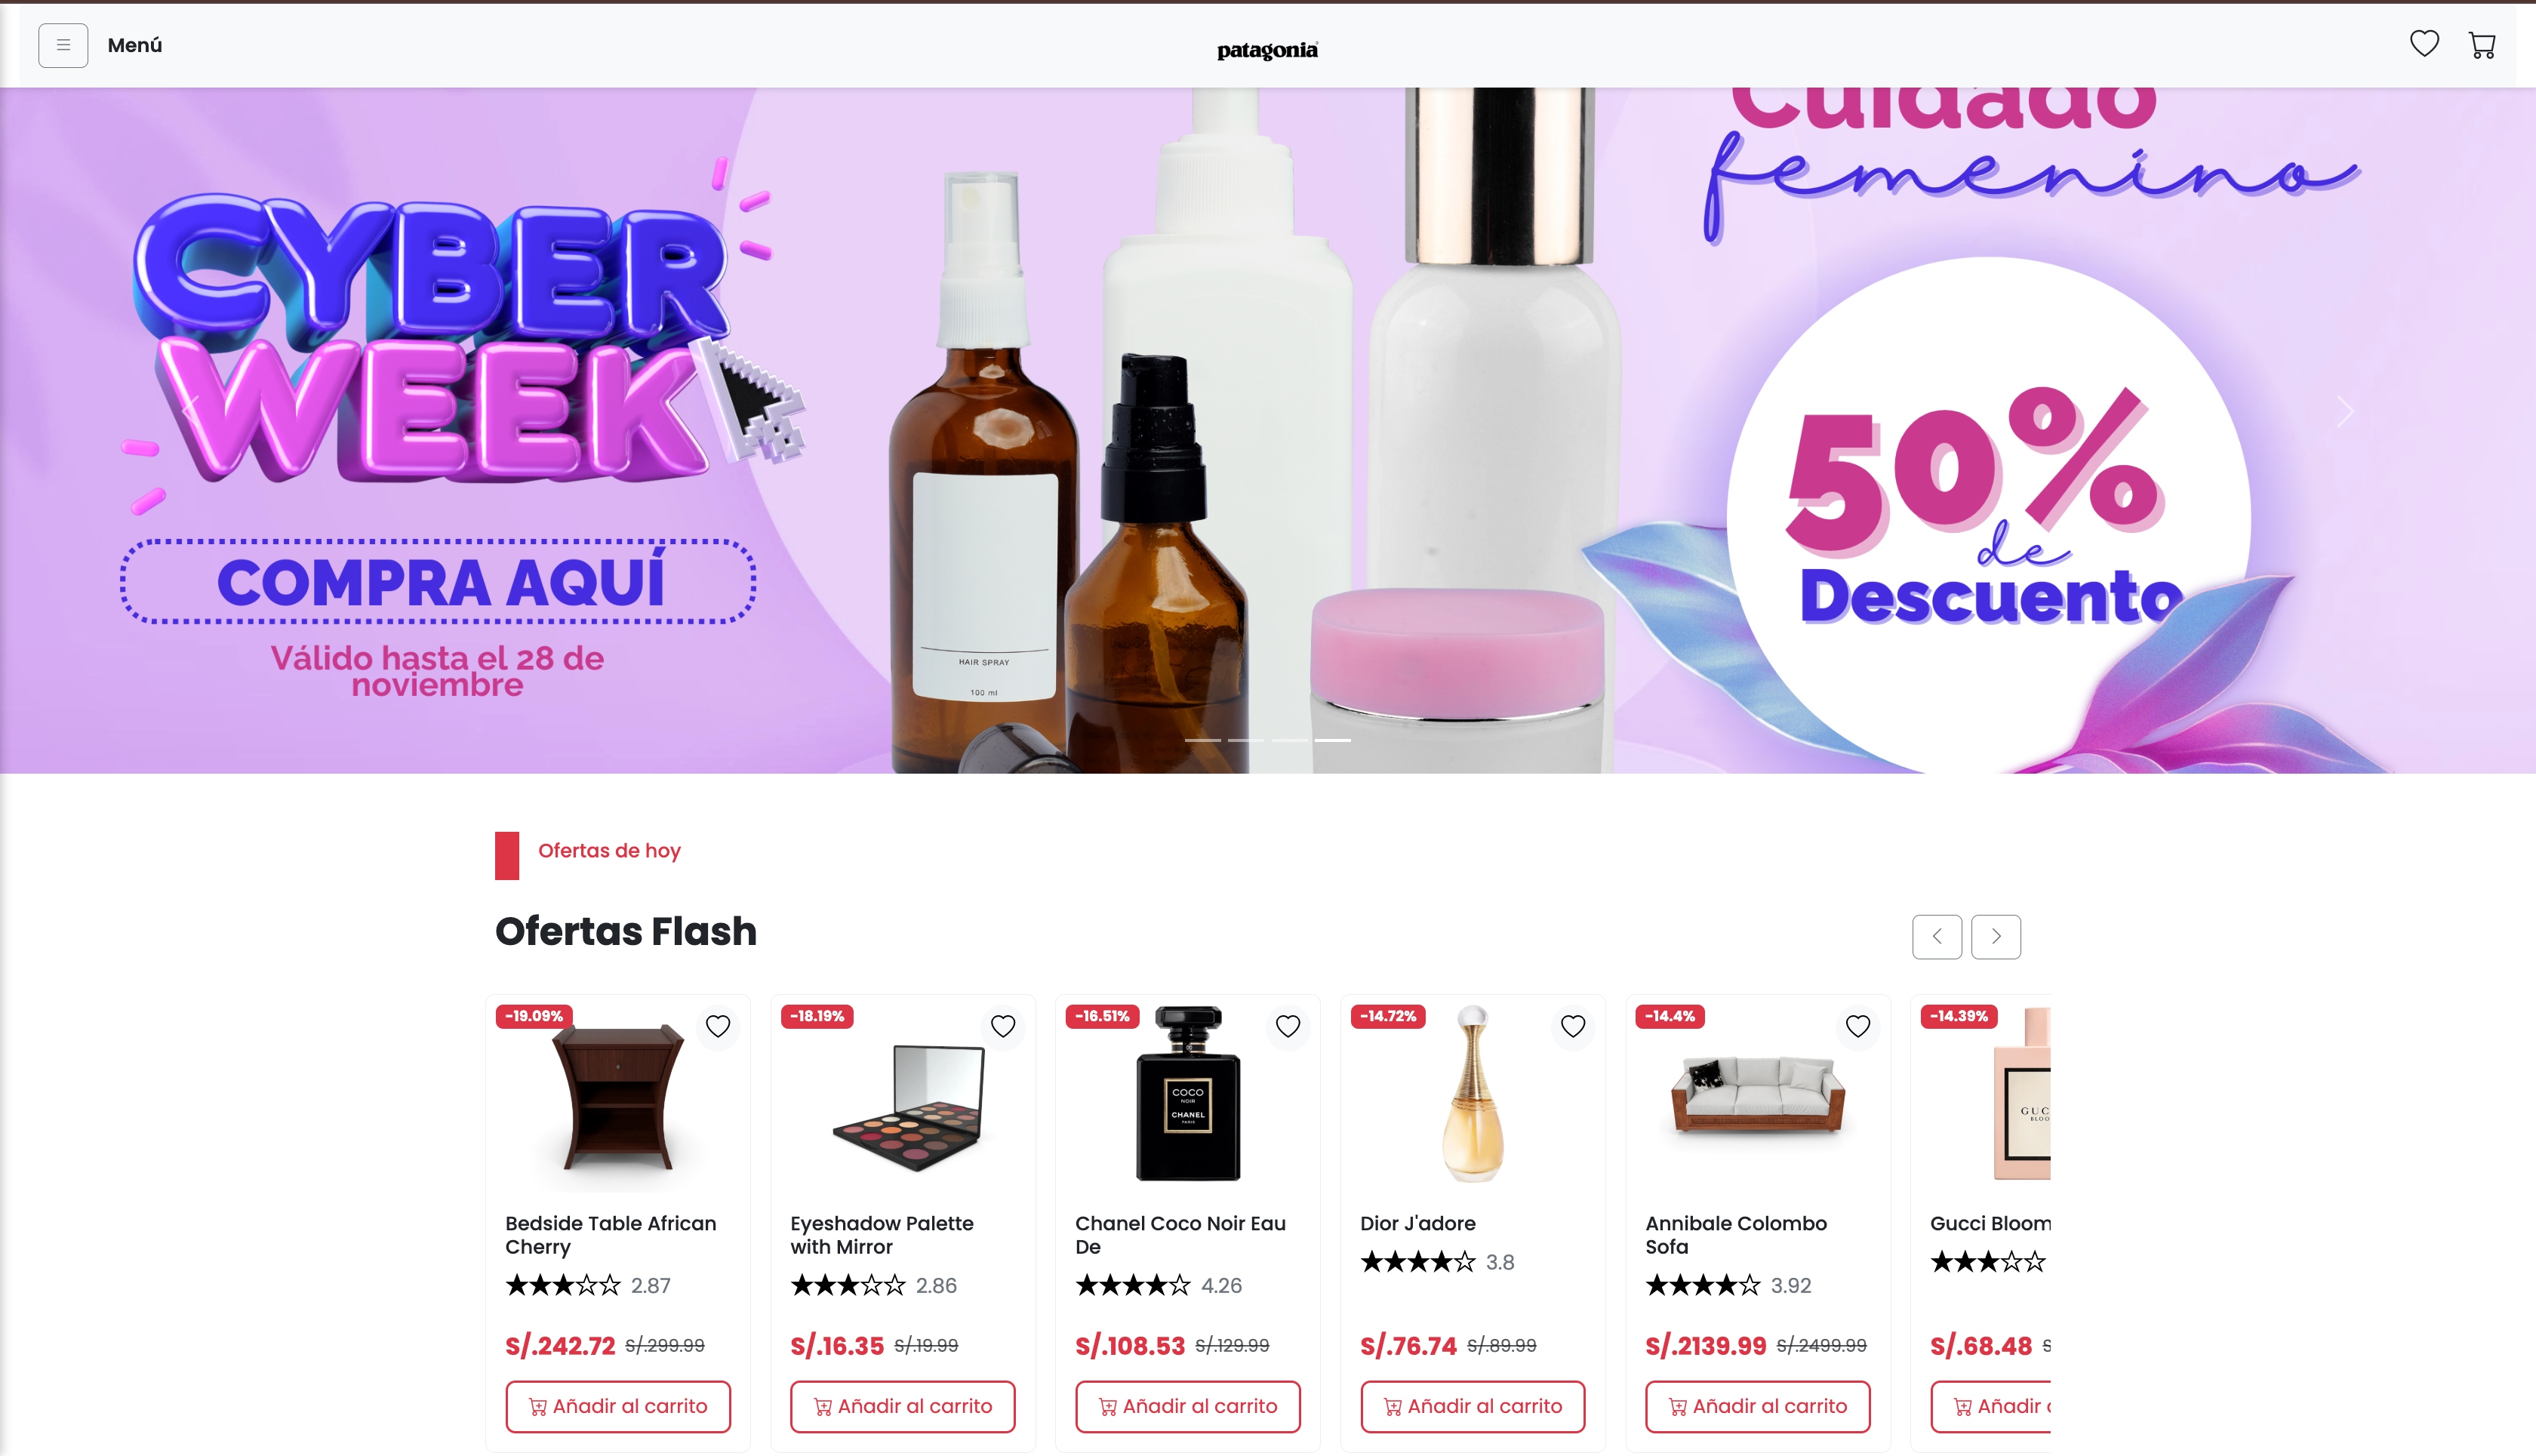 Menú
patagonia
Cuidado
femenino
CYBER
WEEK
COMPRA AQUÍ
Válido hasta el 28 de
noviembre
HAIR SPRAY
100 ml
50%
de
Descuento
Ofertas de hoy
Ofertas Flash
-19.09%
-18.19%
-16.51%
-14.72%
-14.4%
-14.39%
COCO
NOIR
CHANEL
PARIS
Bedside Table African
Cherry
2.87
S/.242.72 S/.299.99
Añadir al carrito
Eyeshadow Palette
with Mirror
2.86
S/.16.35 S/.19.99
Añadir al carrito
Chanel Coco Noir Eau
De
4.26
S/.108.53 S/.129.99
Añadir al carrito
Dior J'adore
3.8
S/.76.74 S/.89.99
Añadir al carrito
Annibale Colombo
Sofa
3.92
S/.2139.99 S/.2499.99
Añadir al carrito
Gucci Bloom
S/.68.48
Añadir